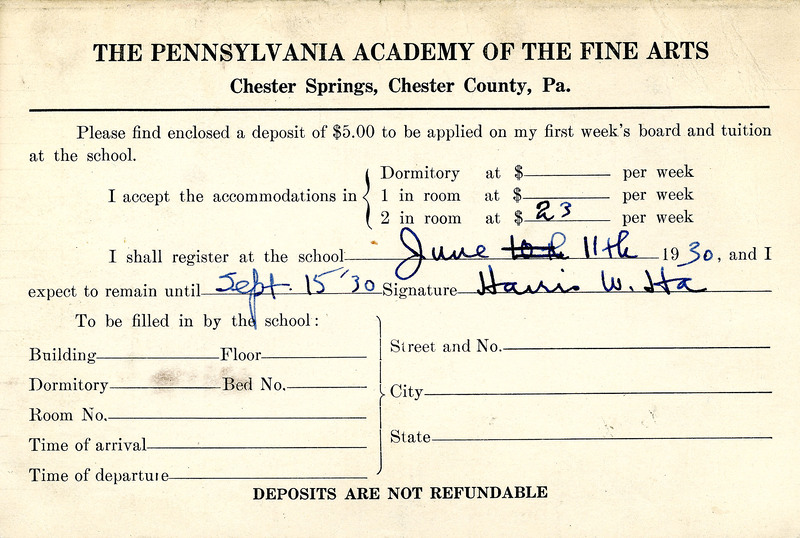 THE PENNSYLVANIA ACADEMY OF THE FINE ARTS
Chester Springs, Chester County, Pa.
Please find enclosed a deposit of $5.00 to be applied on my first week's board and tuition
at the school.
I accept the accommodations in
Dormitory at $ per week
1 in room at $ per week
2 in room at $ 23 per week
I shall register at the school June 10th 11th 1930, and I
expect to remain until Sept. 15 '30 Signature Harris W. Sta
To be filled in by the school:
Building Floor
Dormitory Bed No.
Room No.
Time of arrival
Time of departure
Street and No.
City
State
DEPOSITS ARE NOT REFUNDABLE